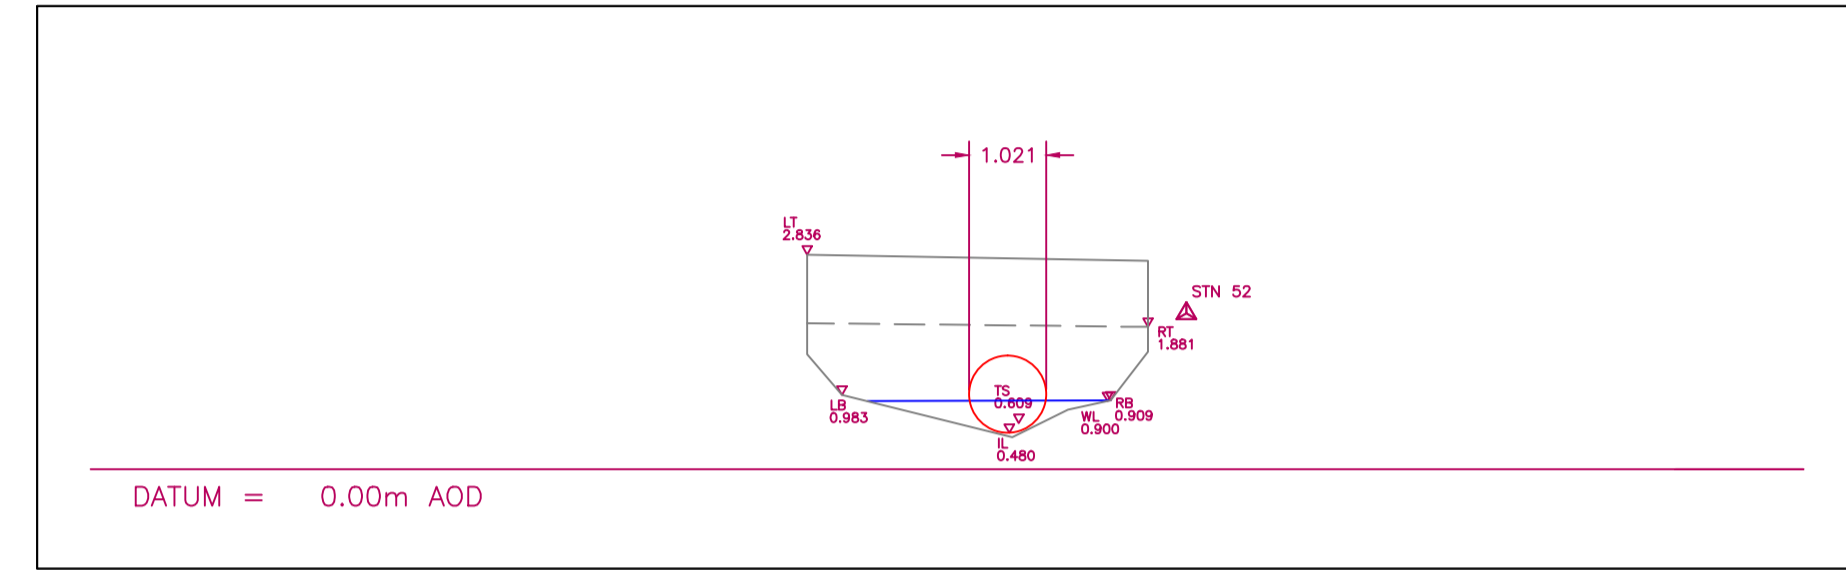 1.021
LT
2.836
STN 52
RT
1.881
TS
0.609
LB
0.983
RB
0.909
WL
0.900
IL
0.480
DATUM = 0.00m AOD